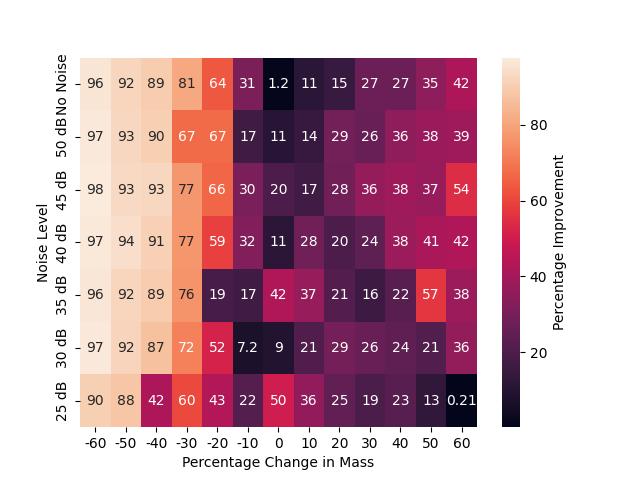 No Noise 96 92 89 81 64 31 1.2 11 15 27 27 35 42
50 dB 97 93 90 67 67 17 11 14 29 26 36 38 39
45 dB 98 93 93 77 66 30 20 17 28 36 38 37 54
40 dB 97 94 91 77 59 32 11 28 20 24 38 41 42
35 dB 96 92 89 76 19 17 42 37 21 16 22 57 38
30 dB 97 92 87 72 52 7.2 9 21 29 26 24 21 36
25 dB 90 88 42 60 43 22 50 36 25 19 23 13 0.21
-60 -50 -40 -30 -20 -10 0 10 20 30 40 50 60
Percentage Change in Mass
Noise Level
80
60
40
20
Percentage Improvement